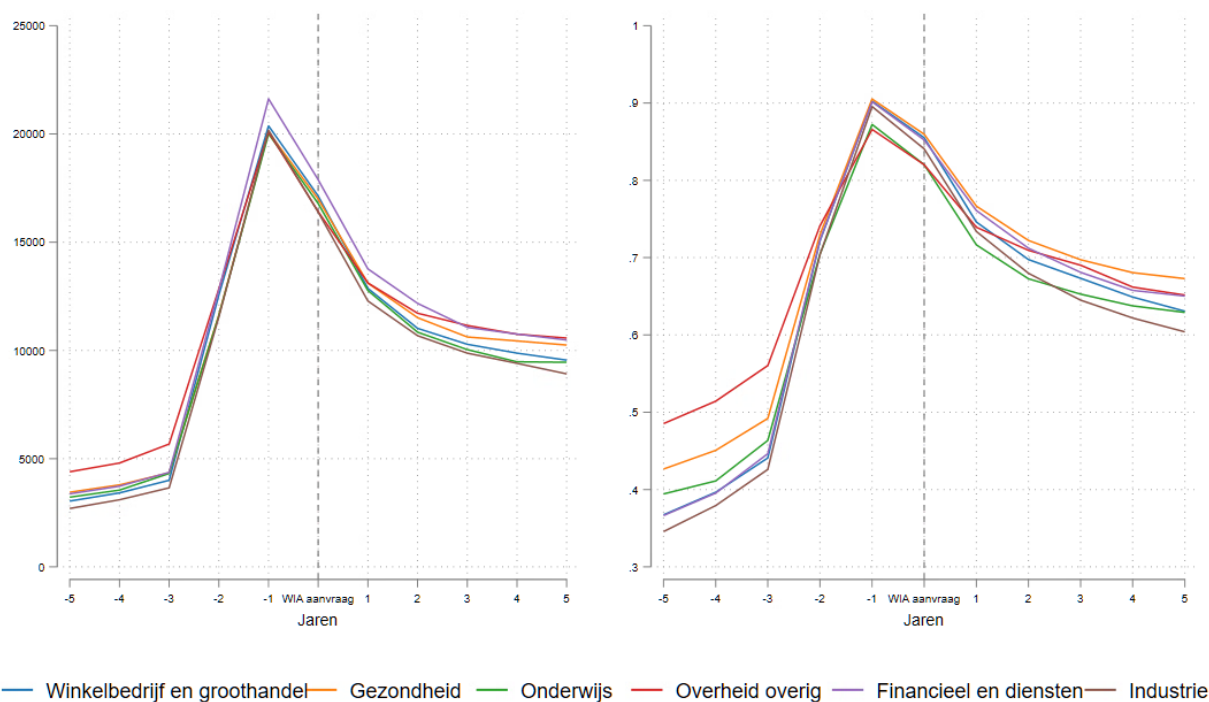 25000
20000
15000
10000
5000
0
-5 -4 -3 -2 -1 WIA aanvraag 1 2 3 4 5
Jaren
1
.9
.8
.7
.6
.5
.4
.3
-5 -4 -3 -2 -1 WIA aanvraag 1 2 3 4 5
Jaren
Winkelbedrijf en groothandel Gezondheid Onderwijs Overheid overig Financieel en diensten Industrie